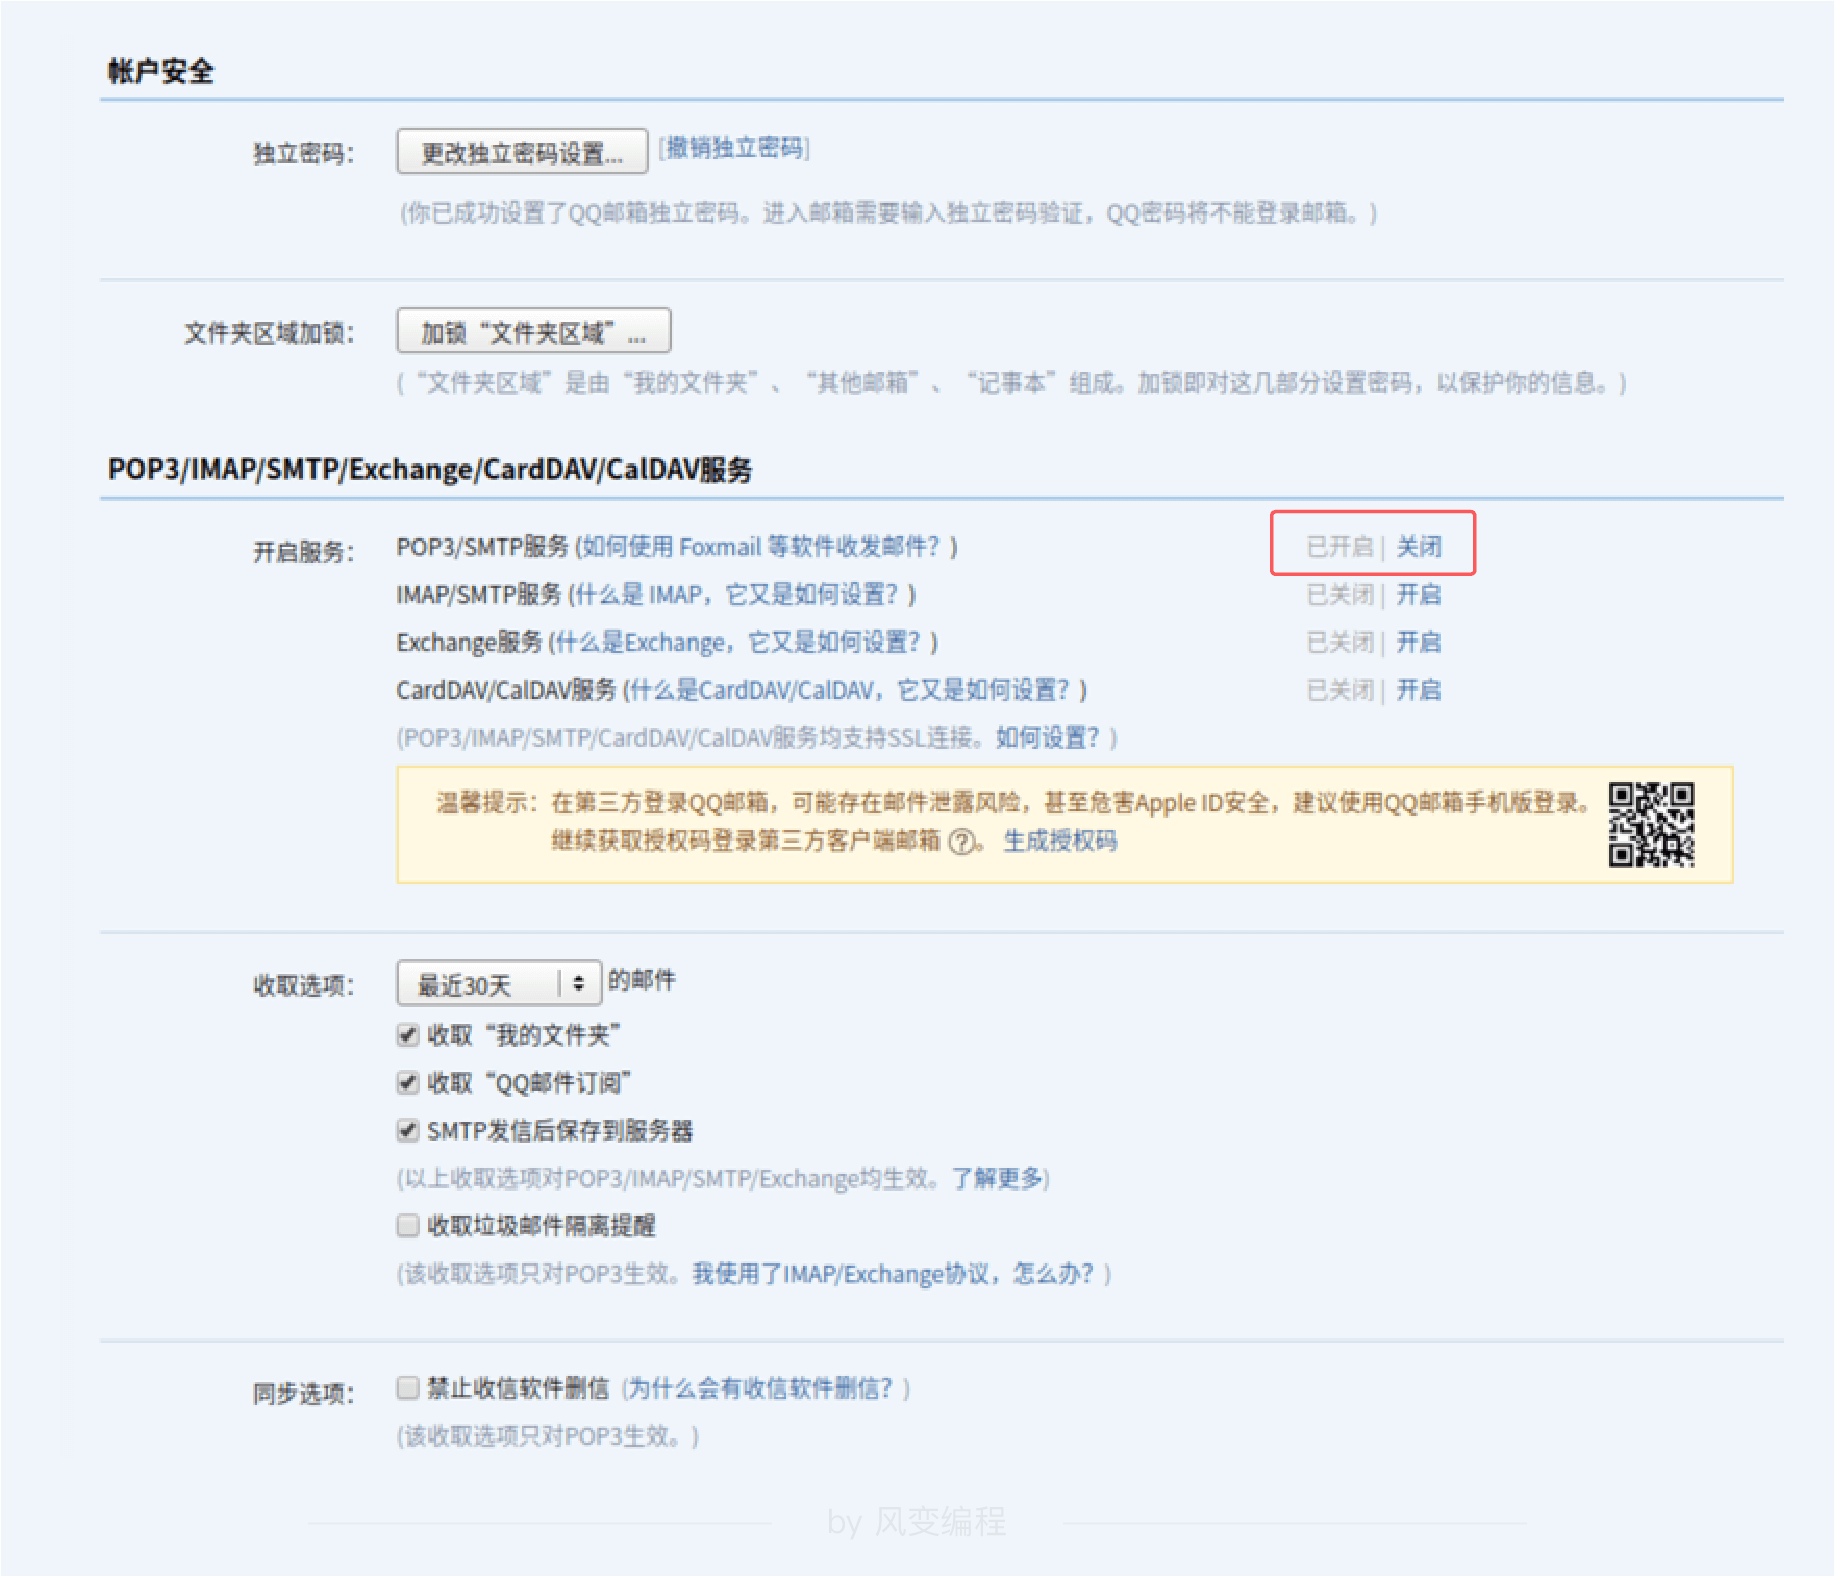 帐户安全
独立密码： 更改独立密码设置... [撤销独立密码]
(你已成功设置了QQ邮箱独立密码。进入邮箱需要输入独立密码验证，QQ密码将不能登录邮箱。)
文件夹区域加锁： 加锁“文件夹区域”...
(“文件夹区域”是由“我的文件夹”、“其他邮箱”、“记事本”组成。加锁即对这几部分设置密码，以保护你的信息。)
POP3/IMAP/SMTP/Exchange/CardDAV/CalDAV服务
开启服务： POP3/SMTP服务 (如何使用 Foxmail 等软件收发邮件？) 已开启 | 关闭
IMAP/SMTP服务 (什么是 IMAP，它又是如何设置？) 已关闭 | 开启
Exchange服务 (什么是Exchange，它又是如何设置？) 已关闭 | 开启
CardDAV/CalDAV服务 (什么是CardDAV/CalDAV，它又是如何设置？) 已关闭 | 开启
(POP3/IMAP/SMTP/CardDAV/CalDAV服务均支持SSL连接。如何设置？)
温馨提示：在第三方登录QQ邮箱，可能存在邮件泄露风险，甚至危害Apple ID安全，建议使用QQ邮箱手机版登录。
继续获取授权码登录第三方客户端邮箱 ?。 生成授权码
收取选项： 最近30天 的邮件
收取“我的文件夹”
收取“QQ邮件订阅”
SMTP发信后保存到服务器
(以上收取选项对POP3/IMAP/SMTP/Exchange均生效。了解更多)
收取垃圾邮件隔离提醒
(该收取选项只对POP3生效。我使用了IMAP/Exchange协议，怎么办？)
同步选项： 禁止收信软件删信 (为什么会有收信软件删信？)
(该收取选项只对POP3生效。)
by 风变编程